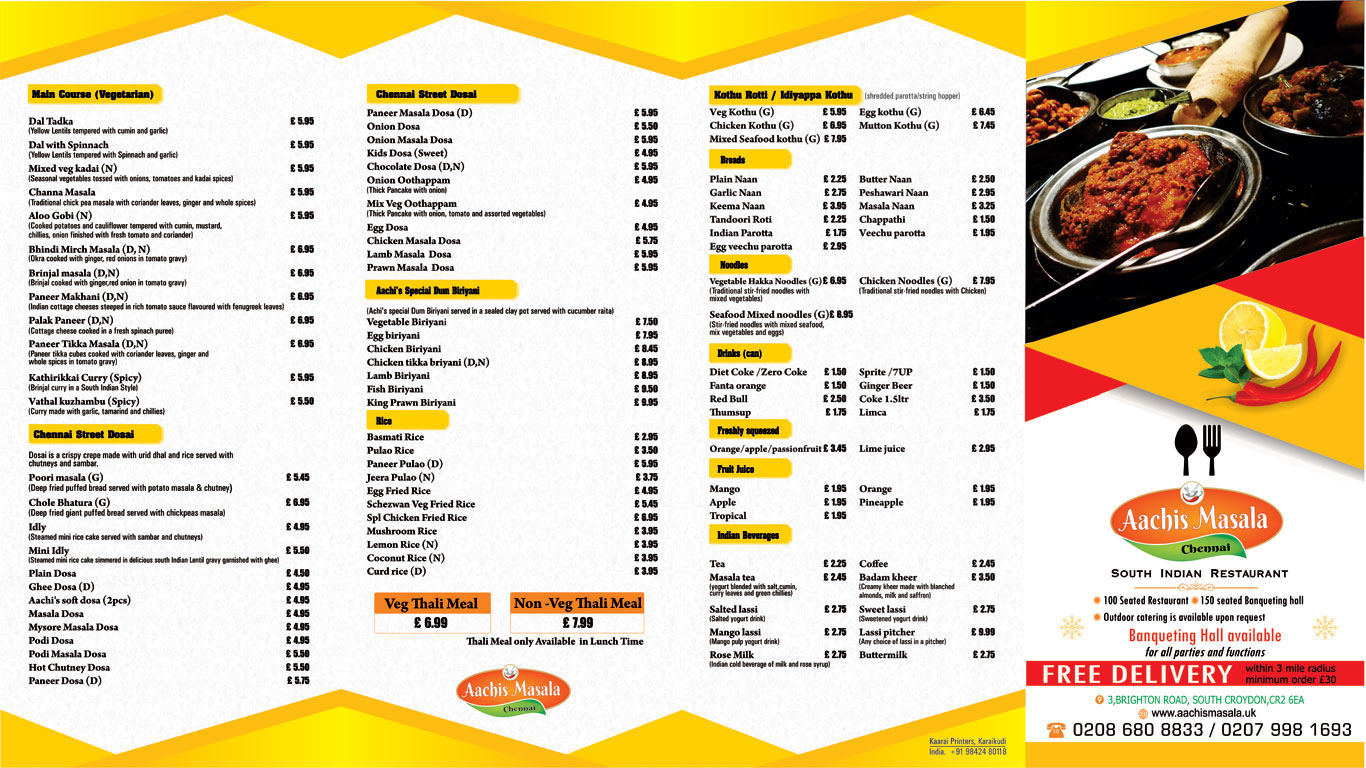 Main Course (Vegetarian)
Dal Tadka £ 5.95
(Yellow Lentils tempered with cumin and garlic)
Dal with Spinnach £ 5.95
(Yellow Lentils tempered with Spinnach and garlic)
Mixed veg kadai (N) £ 5.95
(Seasonal vegetables tossed with onions, tomatoes and kadai spices)
Channa Masala £ 5.95
(Traditional chick pea masala with coriander leaves, ginger and whole spices)
Aloo Gobi (N) £ 5.95
(Cooked potatoes and cauliflower tempered with cumin, mustard,
chillies, onion finished with fresh tomato and coriander)
Bhindi Mirch Masala (D, N) £ 6.95
(Okra cooked with ginger, red onions in tomato gravy)
Brinjal masala (D,N) £ 6.95
(Brinjal cooked with ginger,red onion in tomato gravy)
Paneer Makhani (D,N) £ 6.95
(Indian cottage cheeses steeped in rich tomato sauce flavoured with fenugreek leaves)
Palak Paneer (D,N) £ 6.95
(Cottage cheese cooked in a fresh spinach puree)
Paneer Tikka Masala (D,N) £ 6.95
(Paneer tikka cubes cooked with coriander leaves, ginger and
whole spices in tomato gravy)
Kathirikkai Curry (Spicy) £ 5.95
(Brinjal curry in a South Indian Style)
Vathal kuzhambu (Spicy) £ 5.50
(Curry made with garlic, tamarind and chillies)
Chennai Street Dosai
Dosai is a crispy crepe made with urid dhal and rice served with
chutneys and sambar.
Poori masala (G) £ 5.45
(Deep fried puffed bread served with potato masala & chutney)
Chole Bhatura (G) £ 6.95
(Deep fried giant puffed bread served with chickpeas masala)
Idly £ 4.95
(Steamed mini rice cake served with sambar and chutneys)
Mini Idly £ 5.50
(Steamed mini rice cake simmered in delicious south Indian Lentil gravy garnished with ghee)
Plain Dosa £ 4.50
Ghee Dosa (D) £ 4.95
Aachi's soft dosa (2pcs) £ 4.95
Masala Dosa £ 4.95
Mysore Masala Dosa £ 4.95
Podi Dosa £ 4.95
Podi Masala Dosa £ 5.50
Hot Chutney Dosa £ 5.50
Paneer Dosa (D) £ 5.75
Chennai Street Dosai
Paneer Masala Dosa (D) £ 5.95
Onion Dosa £ 5.50
Onion Masala Dosa £ 5.95
Kids Dosa (Sweet) £ 4.95
Chocolate Dosa (D,N) £ 5.95
Onion Oothappam £ 4.95
(Thick Pancake with onion)
Mix Veg Oothappam £ 4.95
(Thick Pancake with onion, tomato and assorted vegetables)
Egg Dosa £ 4.95
Chicken Masala Dosa £ 5.75
Lamb Masala Dosa £ 5.95
Prawn Masala Dosa £ 5.95
Aachi's Special Dum Biriyani
(Achi's special Dum Biriyani served in a sealed clay pot served with cucumber raita)
Vegetable Biriyani £ 7.50
Egg biriyani £ 7.95
Chicken Biriyani £ 8.45
Chicken tikka briyani (D,N) £ 8.95
Lamb Biriyani £ 8.95
Fish Biriyani £ 9.50
King Prawn Biriyani £ 9.95
Rice
Basmati Rice £ 2.95
Pulao Rice £ 3.50
Paneer Pulao (D) £ 5.95
Jeera Pulao (N) £ 3.75
Egg Fried Rice £ 4.95
Schezwan Veg Fried Rice £ 5.45
Spl Chicken Fried Rice £ 6.95
Mushroom Rice £ 3.95
Lemon Rice (N) £ 3.95
Coconut Rice (N) £ 3.95
Curd rice (D) £ 3.95
Veg Thali Meal
£ 6.99
Non -Veg Thali Meal
£ 7.99
Thali Meal only Available in Lunch Time
Aachis Masala
Chennai
Kothu Rotti / Idiyappa Kothu (shredded parotta/string hopper)
Veg Kothu (G) £ 5.95 Egg kothu (G) £ 6.45
Chicken Kothu (G) £ 6.95 Mutton Kothu (G) £ 7.45
Mixed Seafood kothu (G) £ 7.95
Breads
Plain Naan £ 2.25 Butter Naan £ 2.50
Garlic Naan £ 2.75 Peshawari Naan £ 2.95
Keema Naan £ 3.95 Masala Naan £ 3.25
Tandoori Roti £ 2.25 Chappathi £ 1.50
Indian Parotta £ 1.75 Veechu parotta £ 1.95
Egg veechu parotta £ 2.95
Noodles
Vegetable Hakka Noodles (G) £ 6.95 Chicken Noodles (G) £ 7.95
(Traditional stir-fried noodles with (Traditional stir-fried noodles with Chicken)
mixed vegetables)
Seafood Mixed noodles (G) £ 8.95
(Stir-fried noodles with mixed seafood,
mix vegetables and eggs)
Drinks (can)
Diet Coke /Zero Coke £ 1.50 Sprite /7UP £ 1.50
Fanta orange £ 1.50 Ginger Beer £ 1.50
Red Bull £ 2.50 Coke 1.5ltr £ 3.50
Thumsup £ 1.75 Limca £ 1.75
Freshly squeezed
Orange/apple/passionfruit £ 3.45 Lime juice £ 2.95
Fruit Juice
Mango £ 1.95 Orange £ 1.95
Apple £ 1.95 Pineapple £ 1.95
Tropical £ 1.95
Indian Beverages
Tea £ 2.25 Coffee £ 2.45
Masala tea £ 2.45 Badam kheer £ 3.50
(yogurt blended with salt,cumin, (Creamy kheer made with blanched
curry leaves and green chillies) almonds, milk and saffron)
Salted lassi £ 2.75 Sweet lassi £ 2.75
(Salted yogurt drink) (Sweetened yogurt drink)
Mango lassi £ 2.75 Lassi pitcher £ 9.99
(Mango pulp yogurt drink) (Any choice of lassi in a pitcher)
Rose Milk £ 2.75 Buttermilk £ 2.75
(Indian cold beverage of milk and rose syrup)
Kaarai Printers, Karaikudi
India. +91 98424 80118
Aachis Masala
Chennai
South Indian Restaurant
100 Seated Restaurant 150 seated Banqueting hall
Outdoor catering is available upon request
Banqueting Hall available
for all parties and functions
FREE DELIVERY within 3 mile radius
minimum order £30
3,BRIGHTON ROAD, SOUTH CROYDON,CR2 6EA
www.aachismasala.uk
0208 680 8833 / 0207 998 1693